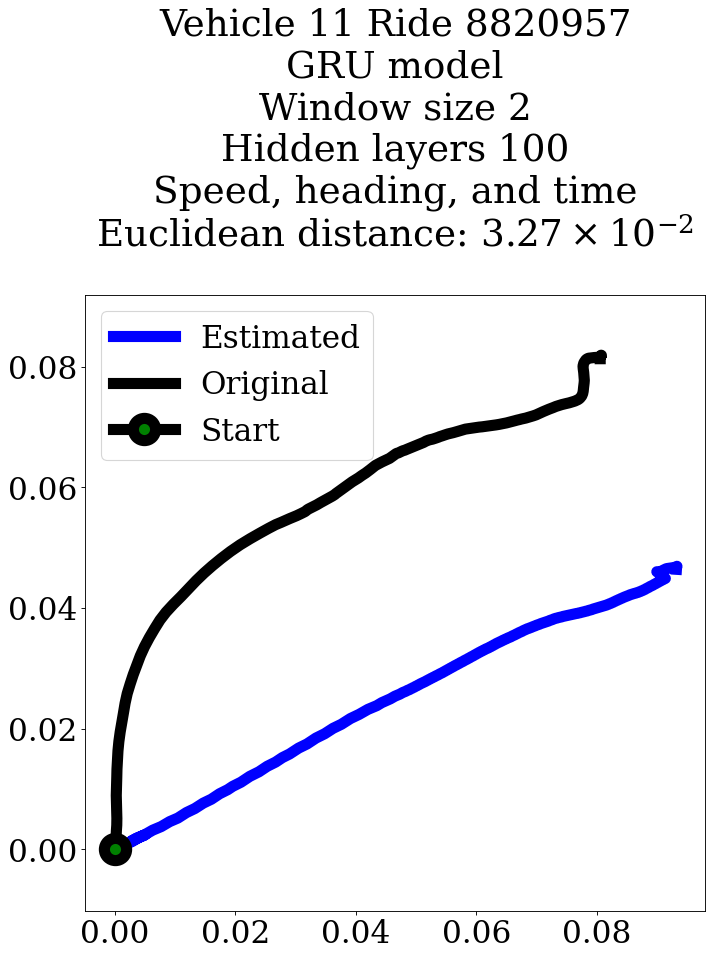 Vehicle 11 Ride 8820957
GRU model
Window size 2
Hidden layers 100
Speed, heading, and time
Euclidean distance: 3.27 × 10⁻²
Estimated
Original
Start
0.08
0.06
0.04
0.02
0.00
0.00 0.02 0.04 0.06 0.08